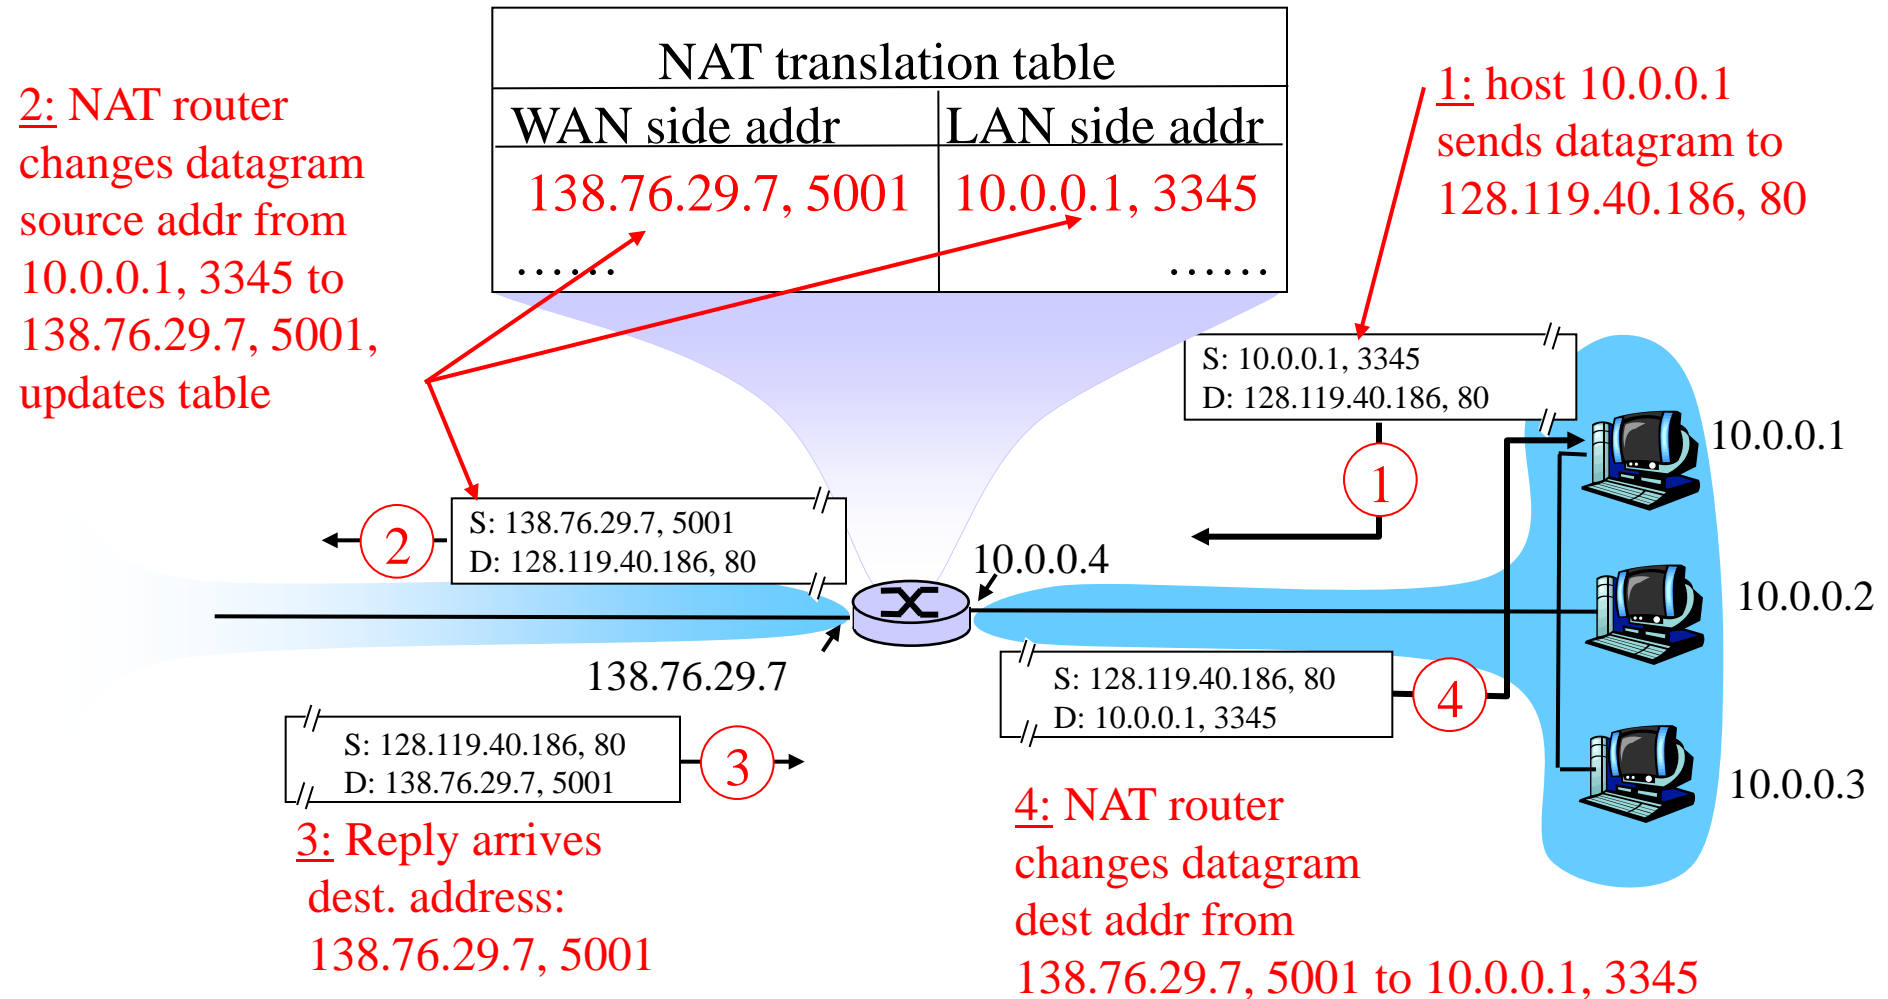 NAT translation table
WAN side addr LAN side addr
138.76.29.7, 5001 10.0.0.1, 3345
…… ……
2: NAT router
changes datagram
source addr from
10.0.0.1, 3345 to
138.76.29.7, 5001,
updates table
1: host 10.0.0.1
sends datagram to
128.119.40.186, 80
S: 10.0.0.1, 3345
D: 128.119.40.186, 80
1
10.0.0.1
S: 138.76.29.7, 5001
D: 128.119.40.186, 80
2
10.0.0.4
10.0.0.2
138.76.29.7
S: 128.119.40.186, 80
D: 10.0.0.1, 3345
4
S: 128.119.40.186, 80
D: 138.76.29.7, 5001
3
10.0.0.3
3: Reply arrives
dest. address:
138.76.29.7, 5001
4: NAT router
changes datagram
dest addr from
138.76.29.7, 5001 to 10.0.0.1, 3345